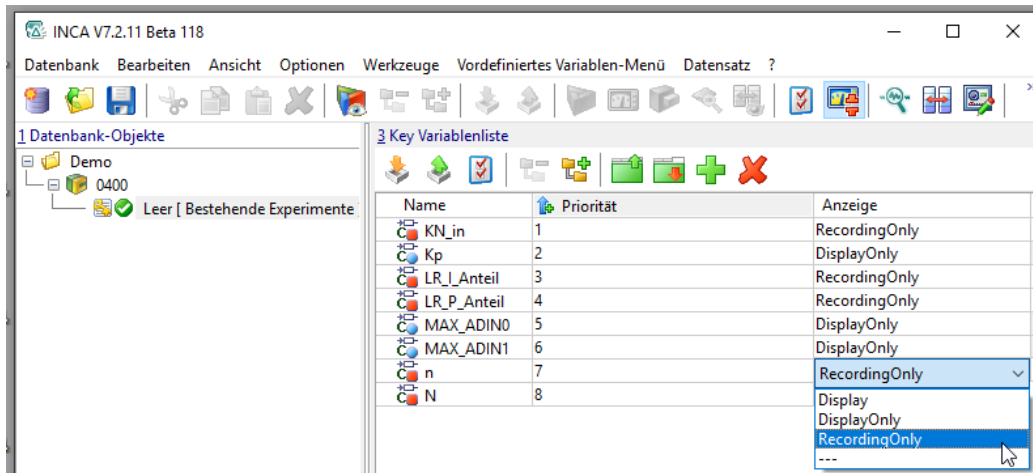 INCA V7.2.11 Beta 118
Datenbank Bearbeiten Ansicht Optionen Werkzeuge Vordefiniertes Variablen-Menü Datensatz ?
1 Datenbank-Objekte
Demo
0400
Leer [ Bestehende Experimente
3 Key Variablenliste
Name Priorität Anzeige
KN_in 1 RecordingOnly
Kp 2 DisplayOnly
LR_I_Anteil 3 RecordingOnly
LR_P_Anteil 4 RecordingOnly
MAX_ADIN0 5 DisplayOnly
MAX_ADIN1 6 DisplayOnly
n 7 RecordingOnly
N 8
Display
DisplayOnly
RecordingOnly
---